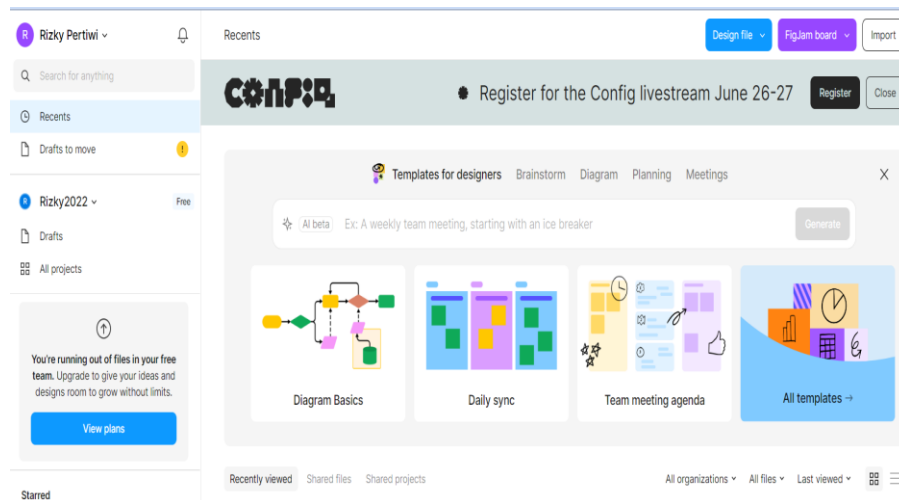 R Rizky Pertiwi
Search for anything
Recents
Drafts to move !
R Rizky2022 Free
Drafts
All projects
You're running out of files in your free
team. Upgrade to give your ideas and
designs room to grow without limits.
View plans
Starred
Recents Design file FigJam board Import
CONFIG Register for the Config livestream June 26-27 Register Close
Templates for designers Brainstorm Diagram Planning Meetings X
AI beta Ex: A weekly team meeting, starting with an ice breaker Generate
Diagram Basics Daily sync Team meeting agenda All templates →
Recently viewed Shared files Shared projects All organizations All files Last viewed